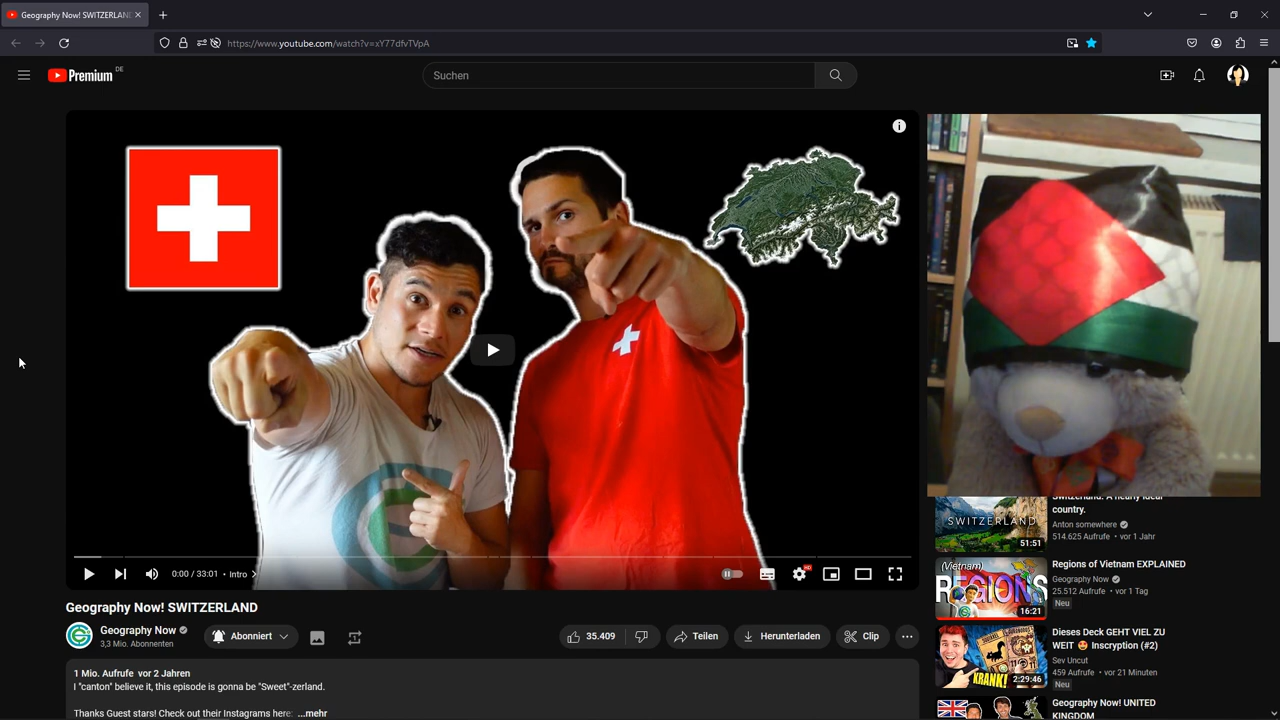 Geography Now! SWITZERLAN
https://www.youtube.com/watch?v=xY77dfvTVpA
Premium DE
Suchen
0:00 / 33:01 • Intro
HD
Geography Now! SWITZERLAND
Geography Now
3,3 Mio. Abonnenten
Abonniert
35.409
Teilen
Herunterladen
Clip
1 Mio. Aufrufe vor 2 Jahren
I "canton" believe it, this episode is gonna be "Sweet"-zerland.
Thanks Guest stars! Check out their Instagrams here: ...mehr
SWITZERLAND
51:51
Switzerland: A nearly ideal
country.
Anton somewhere
514.625 Aufrufe • vor 1 Jahr
(Vietnam)
REGIONS
16:21
Regions of Vietnam EXPLAINED
Geography Now
25.512 Aufrufe • vor 1 Tag
Neu
KRANK!
2:29:46
Dieses Deck GEHT VIEL ZU
WEIT 🤩 Inscryption (#2)
Sev Uncut
459 Aufrufe • vor 21 Minuten
Neu
Geography Now! UNITED
KINGDOM